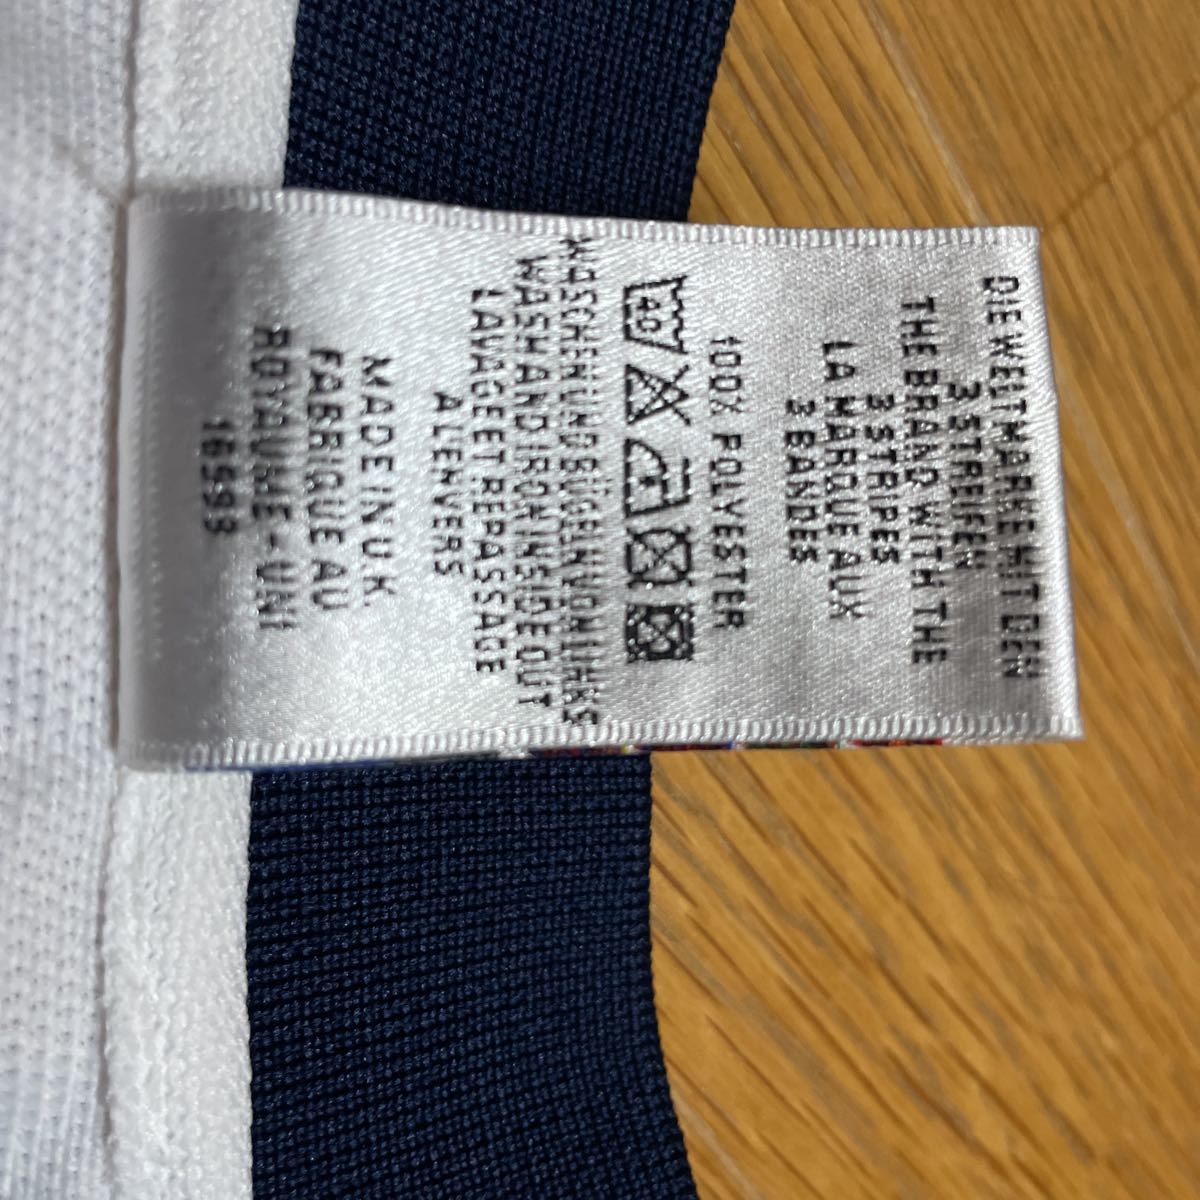 DIE WELTMARKE MIT DEN
3 STREIFEN
THE BRAND WITH THE
3 STRIPES
LA MARQUE AUX
3 BANDES
100% POLYESTER
40
WASCHEN UND BÜGELN VON LINKS
WASH AND IRON INSIDE OUT
LAVAGE ET REPASSAGE
A LENVERS
MADE IN U.K.
FABRIQUE AU
ROYAUME-UNI